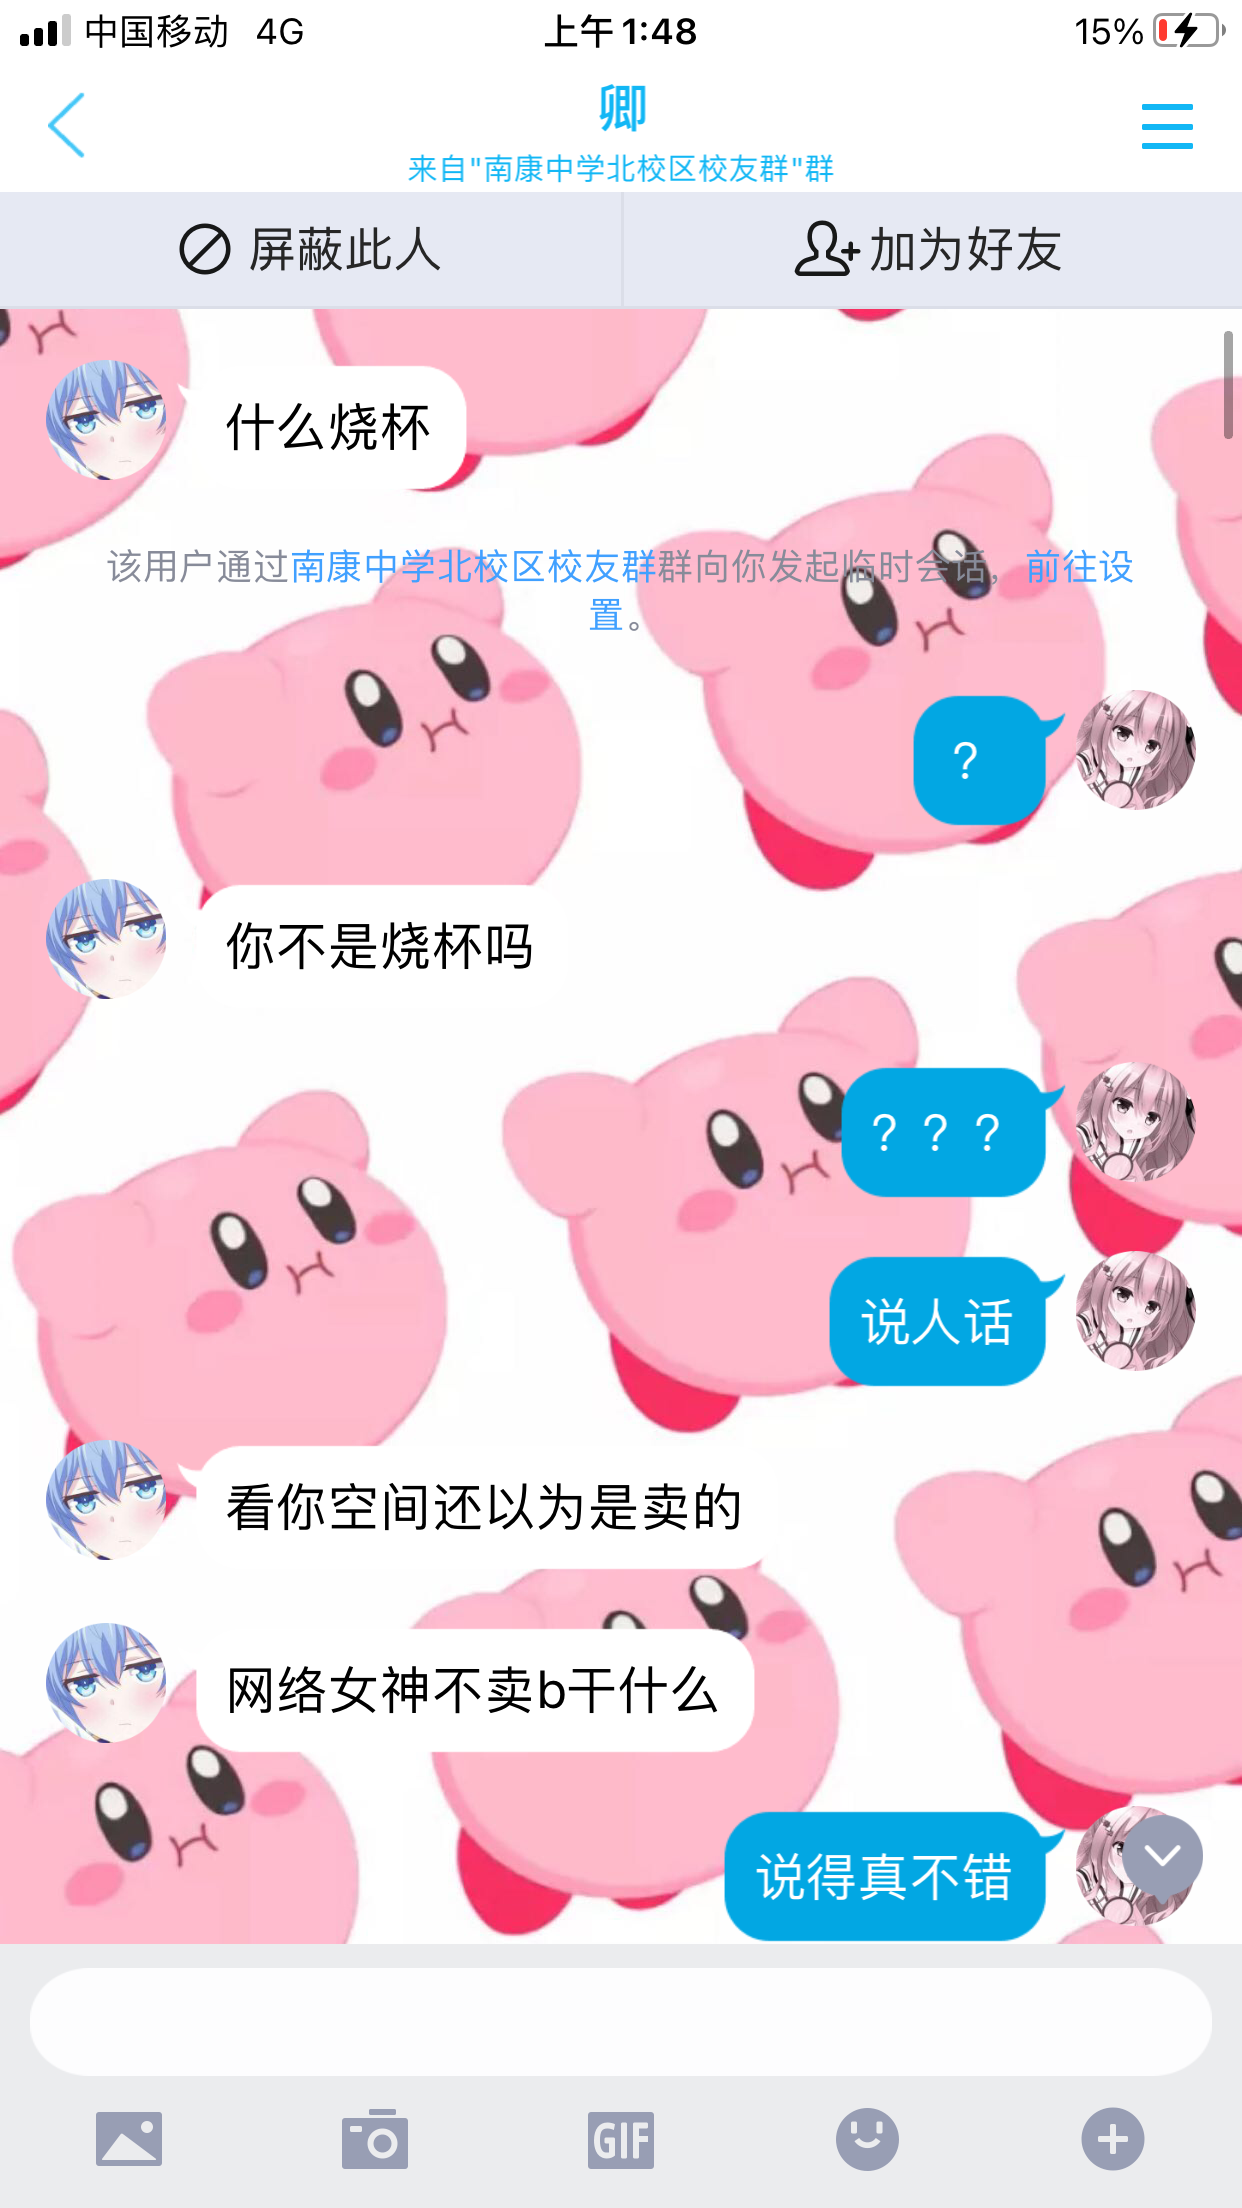 中国移动 4G 上午1:48 15%
卿
来自"南康中学北校区校友群"群
屏蔽此人 加为好友
什么烧杯
该用户通过南康中学北校区校友群群向你发起临时会话，前往设
置。
？
你不是烧杯吗
？？？
说人话
看你空间还以为是卖的
网络女神不卖b干什么
说得真不错
GIF